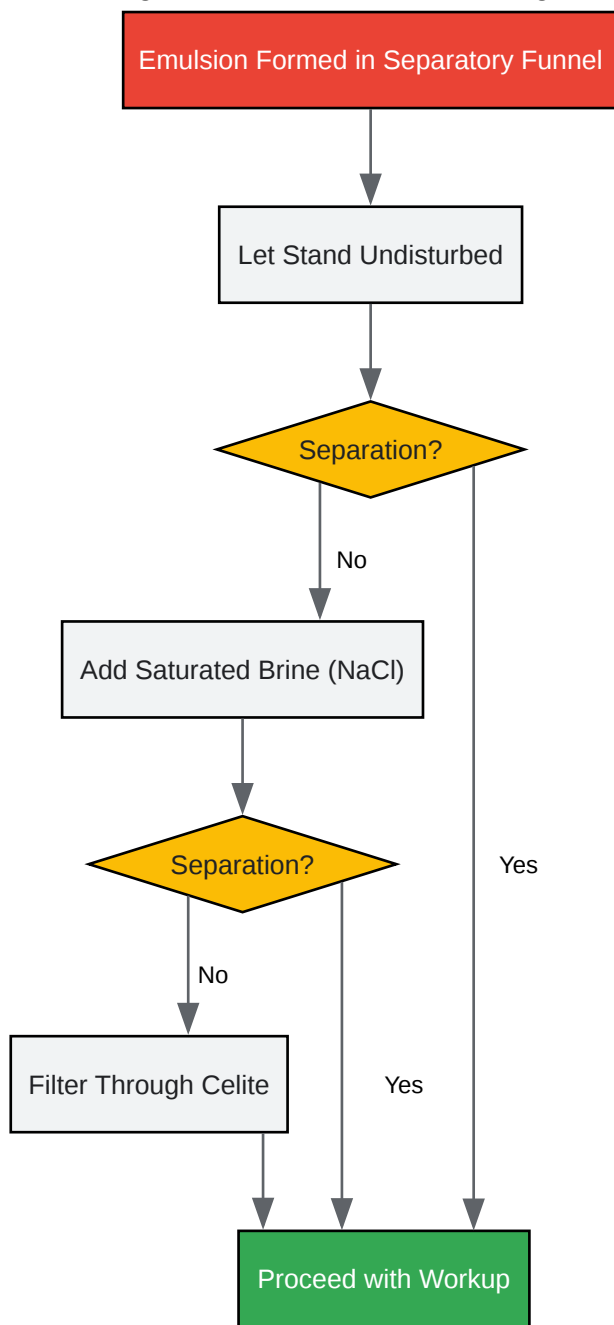 Emulsion Formed in Separatory Funnel
Let Stand Undisturbed
Separation?
No
Add Saturated Brine (NaCl)
Separation?
Yes
No
Filter Through Celite
Yes
Proceed with Workup